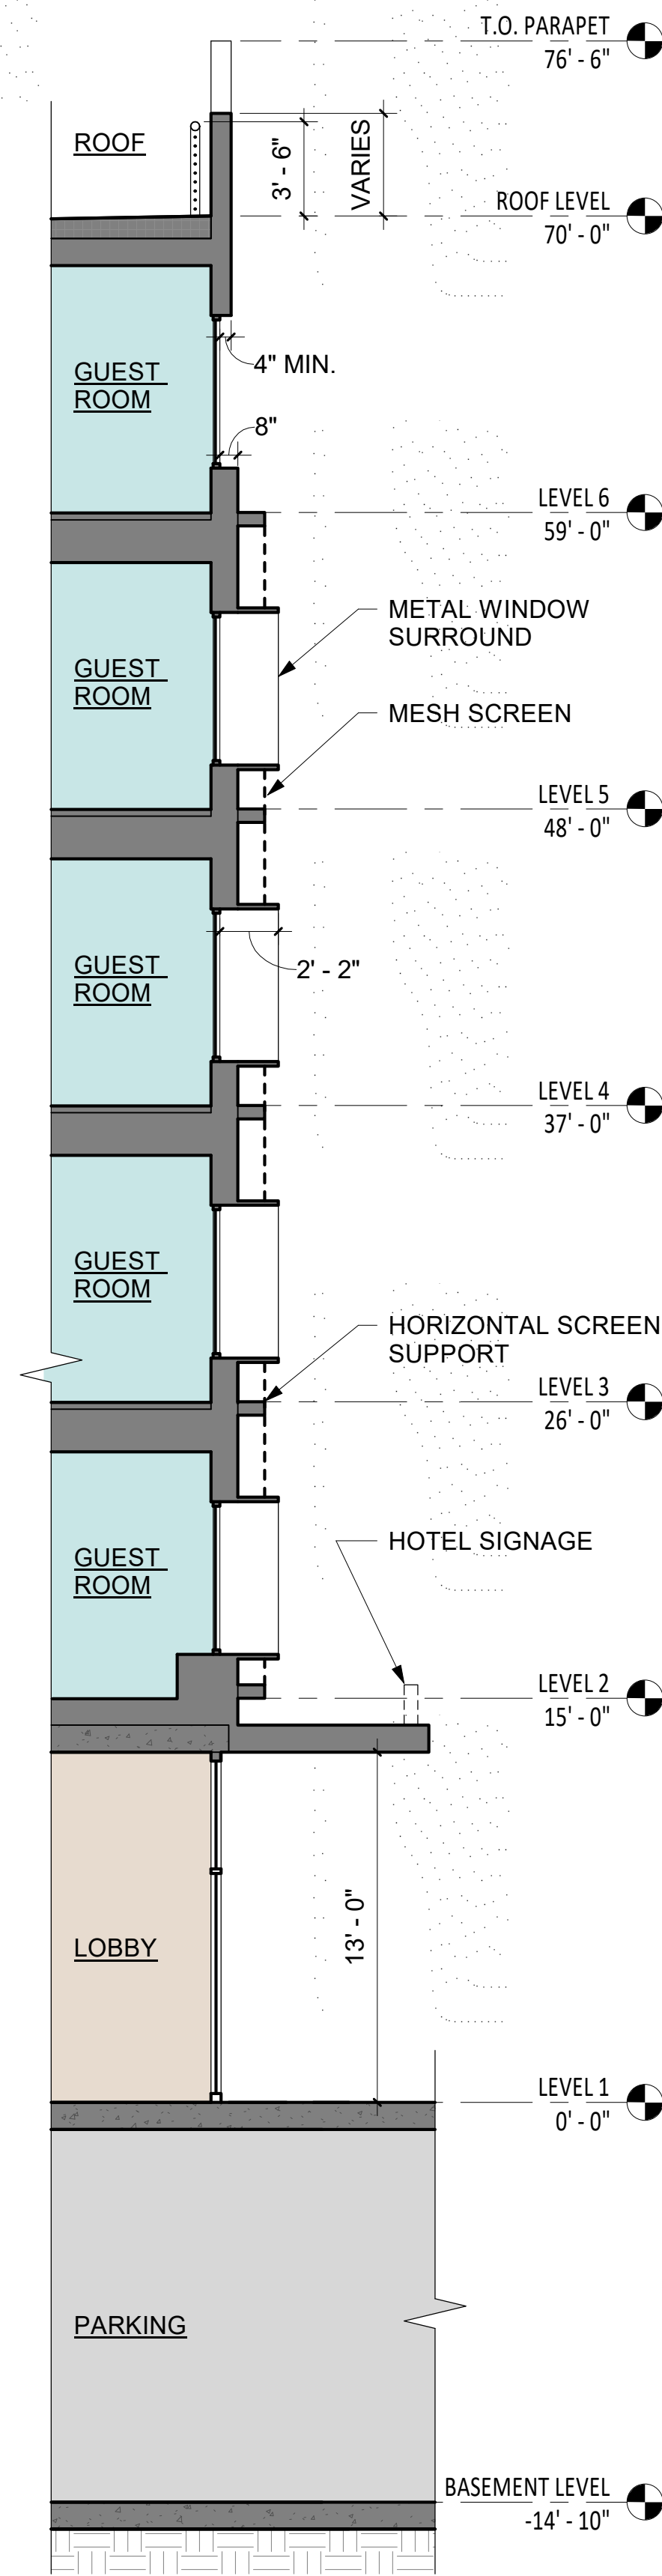 T.O. PARAPET
76' - 6"
ROOF
3' - 6"
VARIES
ROOF LEVEL
70' - 0"
GUEST
ROOM
4" MIN.
8"
LEVEL 6
59' - 0"
METAL WINDOW
SURROUND
GUEST
ROOM
MESH SCREEN
LEVEL 5
48' - 0"
GUEST
ROOM
2' - 2"
LEVEL 4
37' - 0"
GUEST
ROOM
HORIZONTAL SCREEN
SUPPORT
LEVEL 3
26' - 0"
HOTEL SIGNAGE
GUEST
ROOM
LEVEL 2
15' - 0"
13' - 0"
LOBBY
LEVEL 1
0' - 0"
PARKING
BASEMENT LEVEL
-14' - 10"